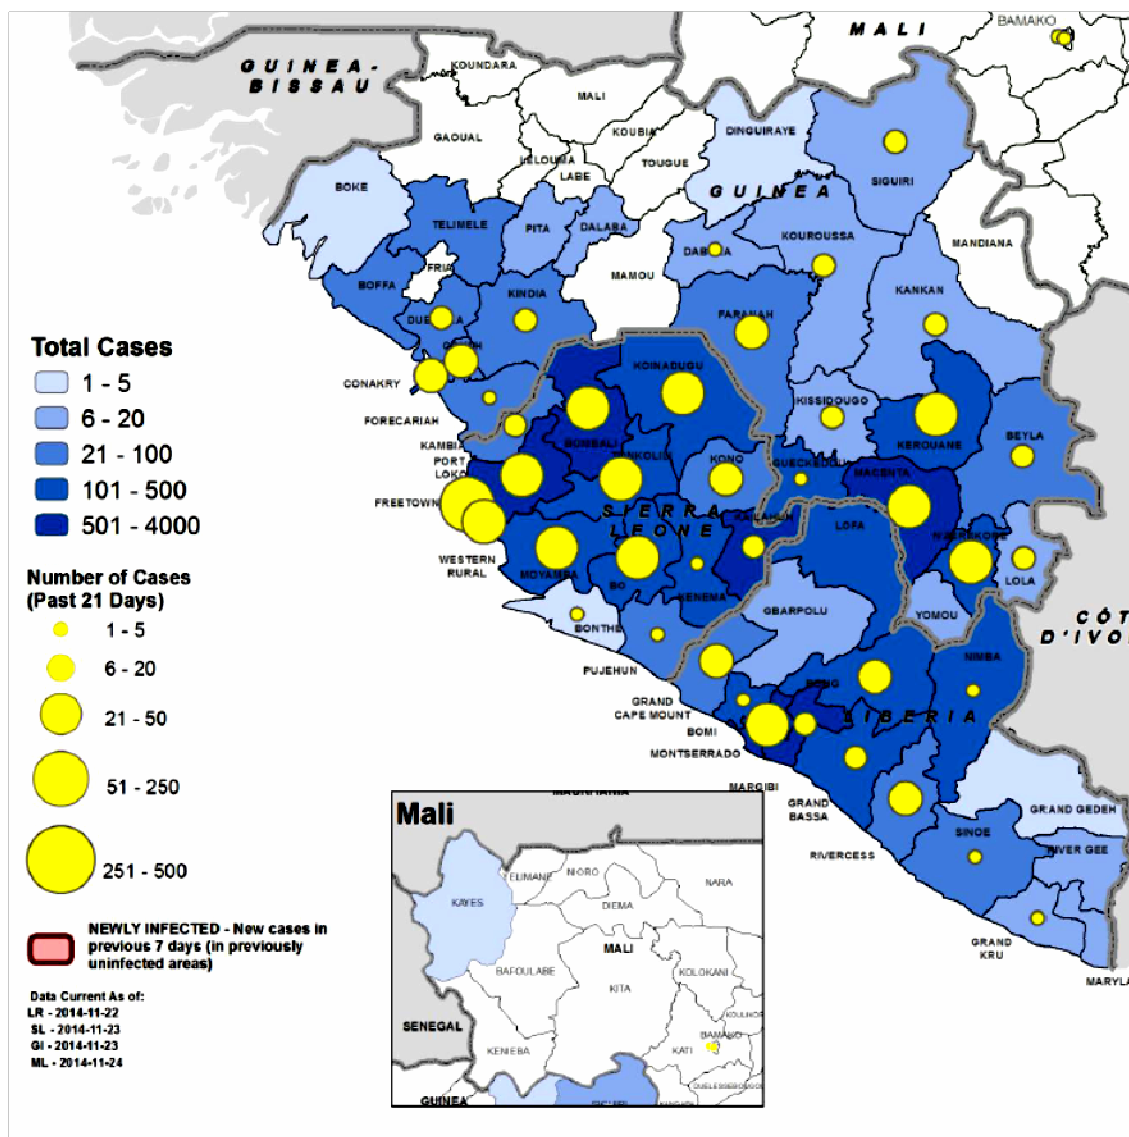 BAMAKO
MALI
GUINEA-
BISSAU
KOUNDARA
MALI
KOUBIA
DINGUIRAYE
GAOUAL
LELOUMA
LABE
TOUGUE
SIGUIRI
GUINEA
BOKE
TELIMELE
PITA
DALABA
KOUROUSSA
MANDIANA
FRIA
MAMOU
BOFFA
KINDIA
KANKAN
FARANAH
CONAKRY
KOINADUGU
KISSIDOUGO
FORECARIAH
KAMBIA
BOMBALI
KEROUANE
BEYLA
PORT
LOKO
KONO
GUECKEDOU
MACENTA
FREETOWN
SIERRA
LEONE
KAILAHUN
LOFA
WESTERN
RURAL
MOYAMBA
BO
KENEMA
LOLA
GBARPOLU
YOMOU
CÔT
D'IVO
BONTHE
PUJEHUN
NIMBA
GRAND
CAPE MOUNT
BONG
LIBERIA
BOMI
MONTSERRADO
MARGIBI
GRAND
BASSA
GRAND GEDEH
SINOE
RIVER GEE
RIVERCESS
GRAND
KRU
MARYLA
Total Cases
1 - 5
6 - 20
21 - 100
101 - 500
501 - 4000
Number of Cases
(Past 21 Days)
1 - 5
6 - 20
21 - 50
51 - 250
251 - 500
NEWLY INFECTED - New cases in
previous 7 days (in previously
uninfected areas)
Data Current As of:
LR - 2014-11-22
SL - 2014-11-23
GI - 2014-11-23
ML - 2014-11-24
Mali
NIORO
NARA
KAYES
DIEMA
MALI
BAFOULABE
KOLOKANI
KITA
SENEGAL
BAMAKO
KENIEBA
KATI
GUINEA